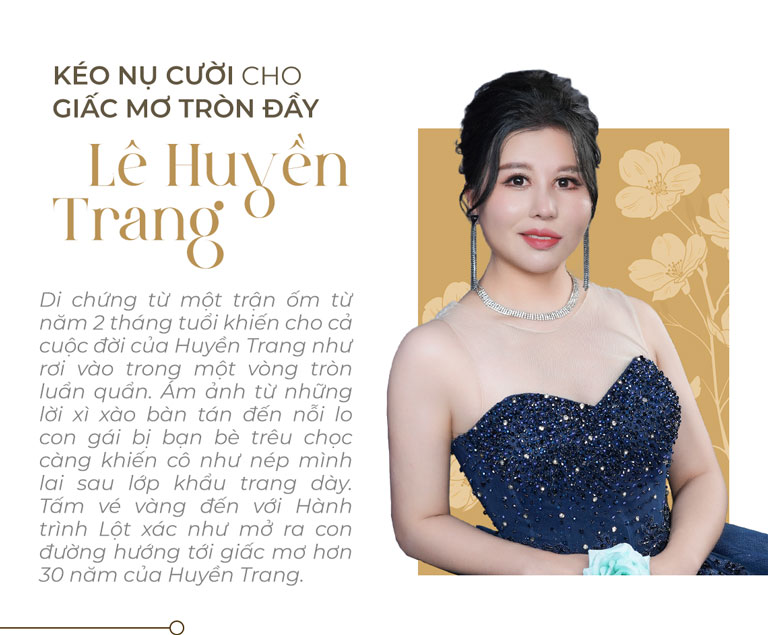 KÉO NỤ CƯỜI CHO
GIẤC MƠ TRÒN ĐẦY
Lê Huyền
Trang
Di chứng từ một trận ốm từ
năm 2 tháng tuổi khiến cho cả
cuộc đời của Huyền Trang như
rơi vào trong một vòng tròn
luẩn quẩn. Ám ảnh từ những
lời xì xào bàn tán đến nỗi lo
con gái bị bạn bè trêu chọc
càng khiến cô như nép mình
lai sau lớp khẩu trang dày.
Tấm vé vàng đến với Hành
trình Lột xác như mở ra con
đường hướng tới giấc mơ hơn
30 năm của Huyền Trang.